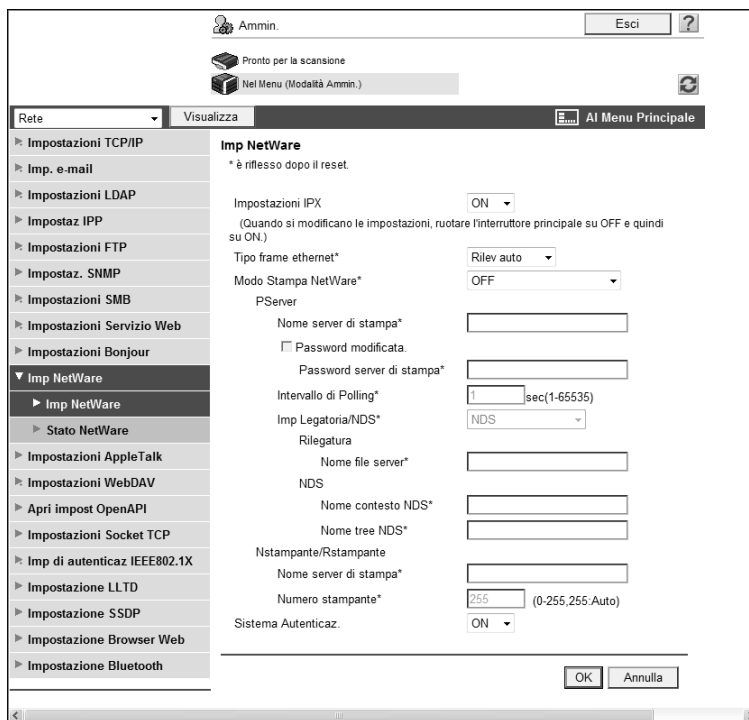 Ammin.
Esci
?
Pronto per la scansione
Nel Menu (Modalità Ammin.)
Rete
Visualizza
Al Menu Principale
Impostazioni TCP/IP
Imp. e-mail
Impostazioni LDAP
Impostaz IPP
Impostazioni FTP
Impostaz. SNMP
Impostazioni SMB
Impostazioni Servizio Web
Impostazioni Bonjour
Imp NetWare
Imp NetWare
Stato NetWare
Impostazioni AppleTalk
Impostazioni WebDAV
Apri impost OpenAPI
Impostazioni Socket TCP
Imp di autenticaz IEEE802.1X
Impostazione LLTD
Impostazione SSDP
Impostazione Browser Web
Impostazione Bluetooth
Imp NetWare
* è riflesso dopo il reset.
Impostazioni IPX ON
(Quando si modificano le impostazioni, ruotare l'interruttore principale su OFF e quindi
su ON.)
Tipo frame ethernet* Rilev auto
Modo Stampa NetWare* OFF
PServer
Nome server di stampa*
Password modificata.
Password server di stampa*
Intervallo di Polling* 1 sec(1-65535)
Imp Legatoria/NDS* NDS
Rilegatura
Nome file server*
NDS
Nome contesto NDS*
Nome tree NDS*
Nstampante/Rstampante
Nome server di stampa*
Numero stampante* 255 (0-255,255:Auto)
Sistema Autenticaz. ON
OK Annulla